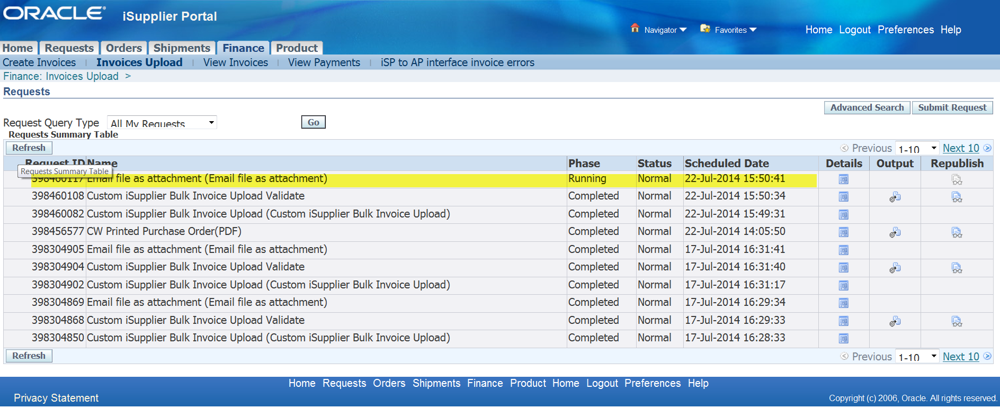 ORACLE® iSupplier Portal
Navigator Favorites Home Logout Preferences Help
Home Requests Orders Shipments Finance Product
Create Invoices | Invoices Upload | View Invoices | View Payments | iSP to AP interface invoice errors
Finance: Invoices Upload >
Requests
Advanced Search Submit Request
Request Query Type All My Requests Go
Requests Summary Table
Refresh Previous 1-10 Next 10
Request ID Name Phase Status Scheduled Date Details Output Republish
Requests Summary Table
398460117 Email file as attachment (Email file as attachment) Running Normal 22-Jul-2014 15:50:41
398460108 Custom iSupplier Bulk Invoice Upload Validate Completed Normal 22-Jul-2014 15:50:34
398460082 Custom iSupplier Bulk Invoice Upload (Custom iSupplier Bulk Invoice Upload) Completed Normal 22-Jul-2014 15:49:31
398456577 CW Printed Purchase Order(PDF) Completed Normal 22-Jul-2014 14:05:50
398304905 Email file as attachment (Email file as attachment) Completed Normal 17-Jul-2014 16:31:41
398304904 Custom iSupplier Bulk Invoice Upload Validate Completed Normal 17-Jul-2014 16:31:40
398304902 Custom iSupplier Bulk Invoice Upload (Custom iSupplier Bulk Invoice Upload) Completed Normal 17-Jul-2014 16:31:17
398304869 Email file as attachment (Email file as attachment) Completed Normal 17-Jul-2014 16:29:34
398304868 Custom iSupplier Bulk Invoice Upload Validate Completed Normal 17-Jul-2014 16:29:33
398304850 Custom iSupplier Bulk Invoice Upload (Custom iSupplier Bulk Invoice Upload) Completed Normal 17-Jul-2014 16:28:33
Refresh Previous 1-10 Next 10
Home Requests Orders Shipments Finance Product Home Logout Preferences Help
Privacy Statement Copyright (c) 2006, Oracle. All rights reserved.